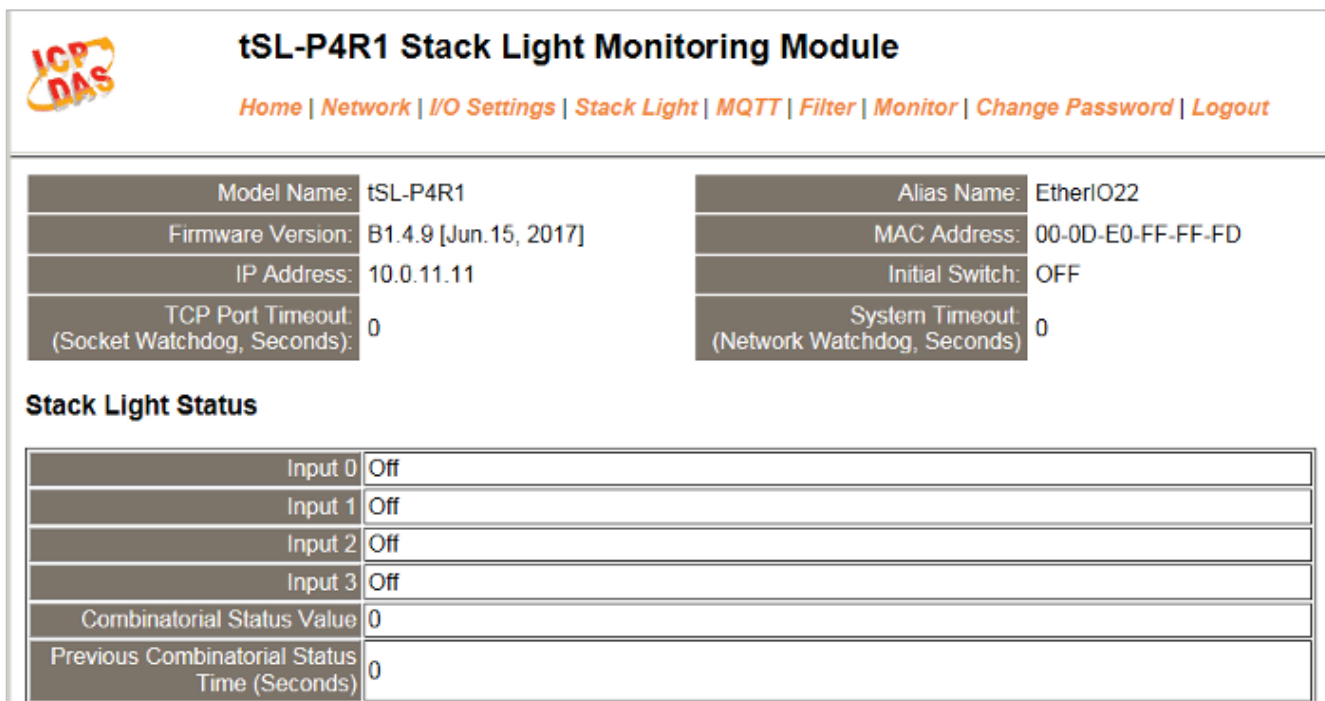 ICP DAS
tSL-P4R1 Stack Light Monitoring Module
Home | Network | I/O Settings | Stack Light | MQTT | Filter | Monitor | Change Password | Logout
Model Name: tSL-P4R1 Alias Name: EtherIO22
Firmware Version: B1.4.9 [Jun.15, 2017] MAC Address: 00-0D-E0-FF-FF-FD
IP Address: 10.0.11.11 Initial Switch: OFF
TCP Port Timeout: (Socket Watchdog, Seconds): 0 System Timeout: (Network Watchdog, Seconds) 0
Stack Light Status
Input 0 Off
Input 1 Off
Input 2 Off
Input 3 Off
Combinatorial Status Value 0
Previous Combinatorial Status Time (Seconds) 0